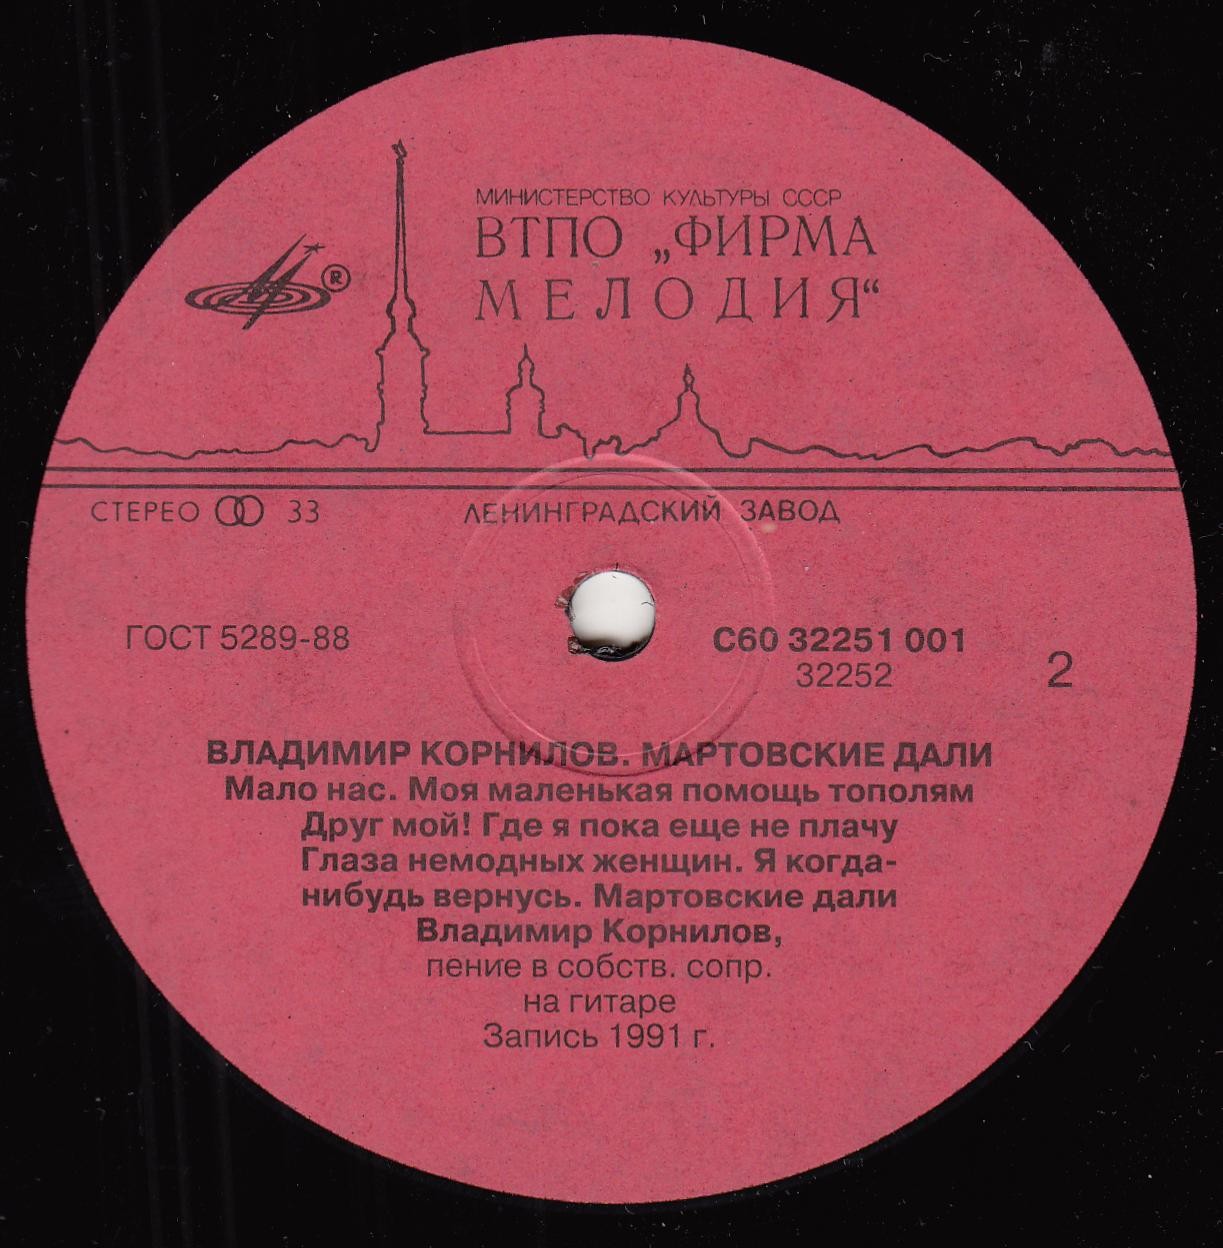 МИНИСТЕРСТВО КУЛЬТУРЫ СССР
ВТПО „ФИРМА
МЕЛОДИЯ“
®
СТЕРЕО 33 ЛЕНИНГРАДСКИЙ ЗАВОД
ГОСТ 5289-88 С60 32251 001
32252 2
ВЛАДИМИР КОРНИЛОВ. МАРТОВСКИЕ ДАЛИ
Мало нас. Моя маленькая помощь тополям
Друг мой! Где я пока еще не плачу
Глаза немодных женщин. Я когда-
нибудь вернусь. Мартовские дали
Владимир Корнилов,
пение в собств. сопр.
на гитаре
Запись 1991 г.